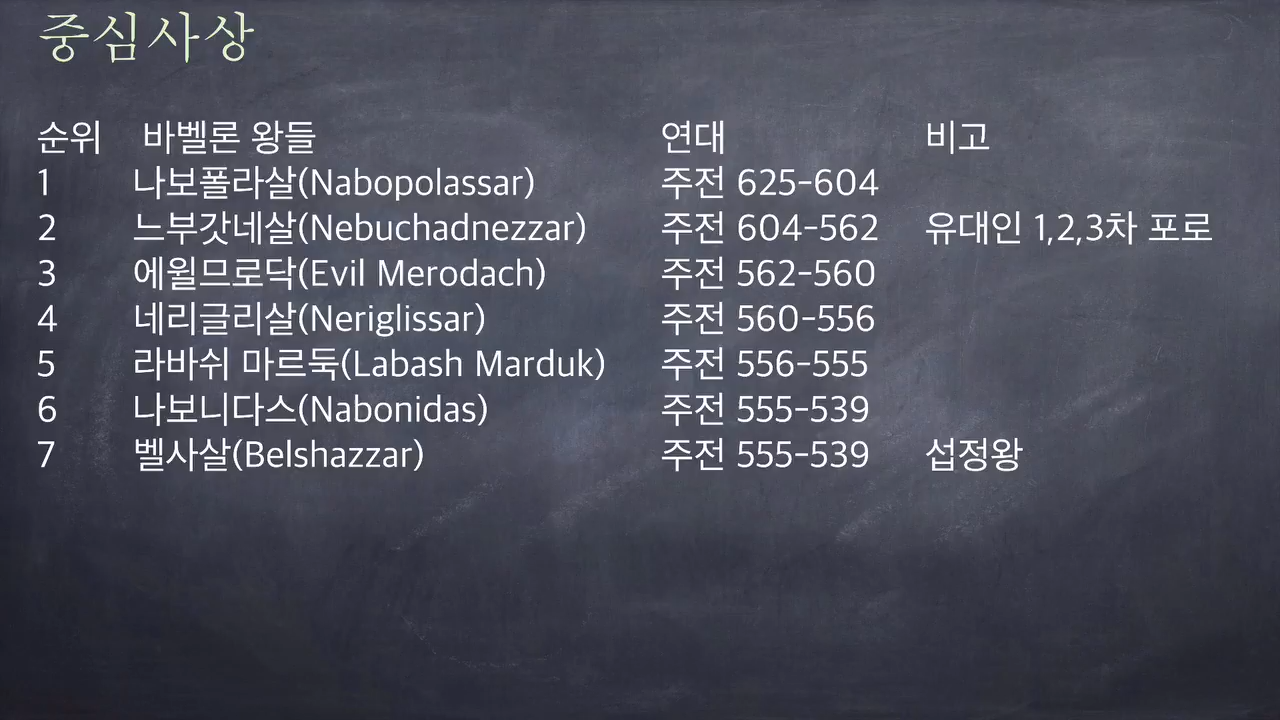 중심사상
순위 바벨론 왕들 연대 비고
1 나보폴라살(Nabopolassar) 주전 625-604
2 느부갓네살(Nebuchadnezzar) 주전 604-562 유대인 1,2,3차 포로
3 에윌므로닥(Evil Merodach) 주전 562-560
4 네리글리살(Neriglissar) 주전 560-556
5 라바쉬 마르둑(Labash Marduk) 주전 556-555
6 나보니다스(Nabonidas) 주전 555-539
7 벨사살(Belshazzar) 주전 555-539 섭정왕